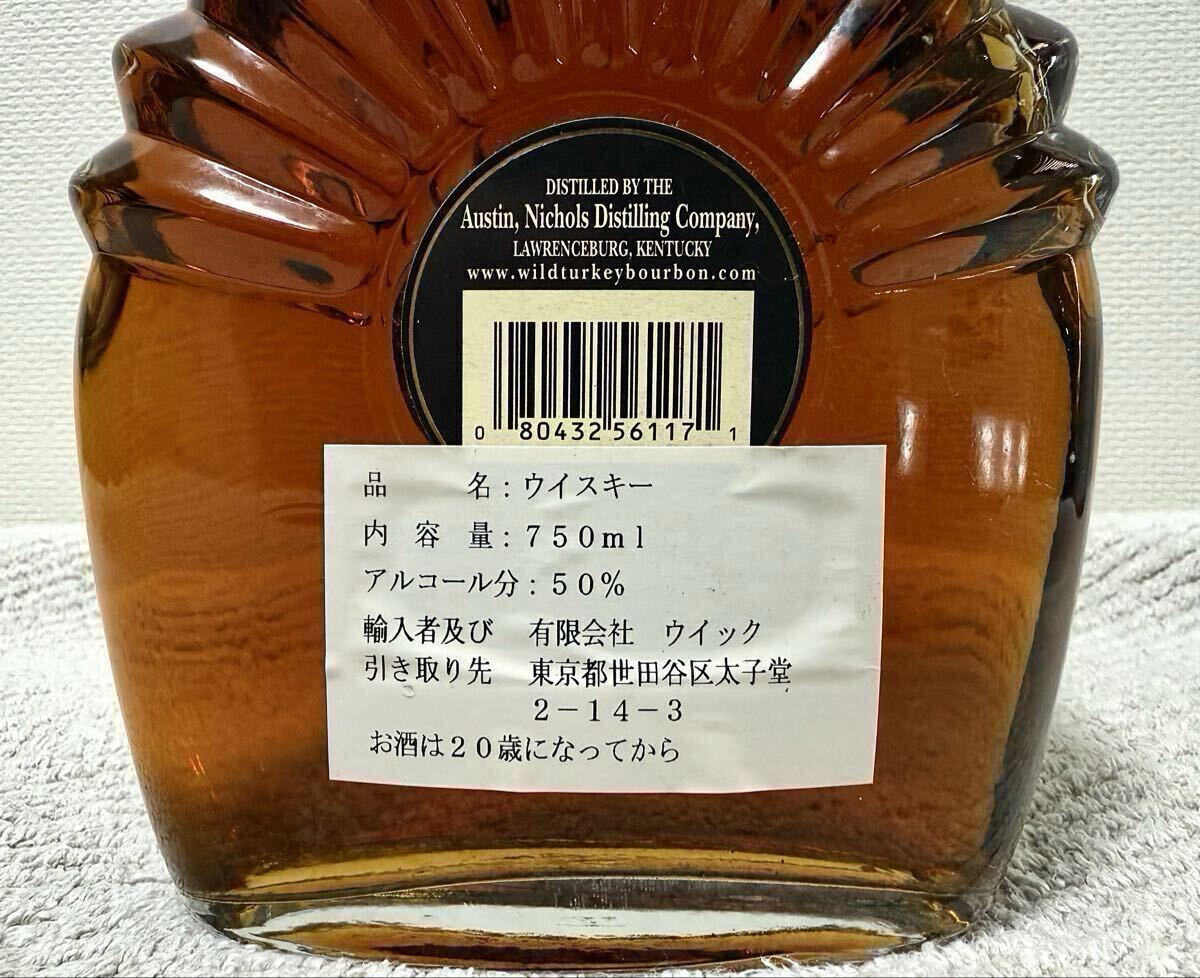 DISTILLED BY THE
Austin, Nichols Distilling Company,
LAWRENCEBURG, KENTUCKY
www.wildturkeybourbon.com
0 80432 56117 1
品　　名：ウイスキー
内　容　量：７５０ｍｌ
アルコール分：５０％
輸入者及び　有限会社　ウイック
引き取り先　東京都世田谷区太子堂
２－１４－３
お酒は２０歳になってから